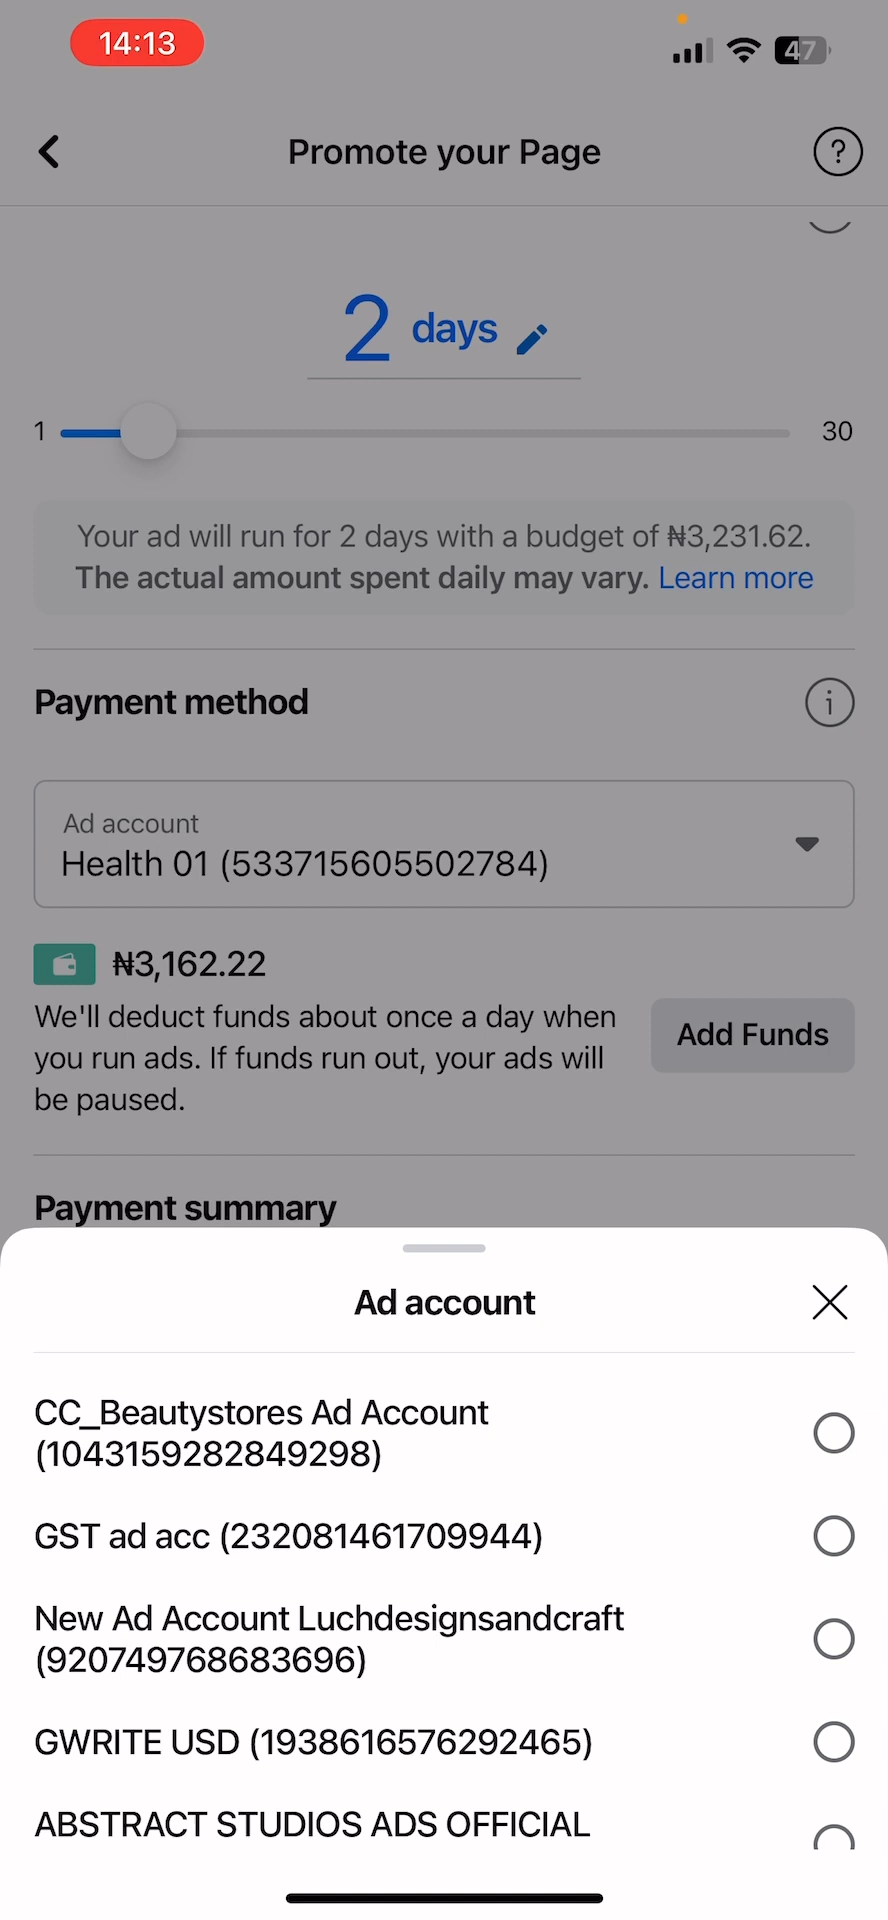 14:13
47
Promote your Page
?
2 days
1
30
Your ad will run for 2 days with a budget of ₦3,231.62.
The actual amount spent daily may vary. Learn more
Payment method
i
Ad account
Health 01 (533715605502784)
₦3,162.22
We'll deduct funds about once a day when
you run ads. If funds run out, your ads will
be paused.
Add Funds
Payment summary
Ad account
CC_Beautystores Ad Account
(1043159282849298)
GST ad acc (232081461709944)
New Ad Account Luchdesignsandcraft
(920749768683696)
GWRITE USD (1938616576292465)
ABSTRACT STUDIOS ADS OFFICIAL